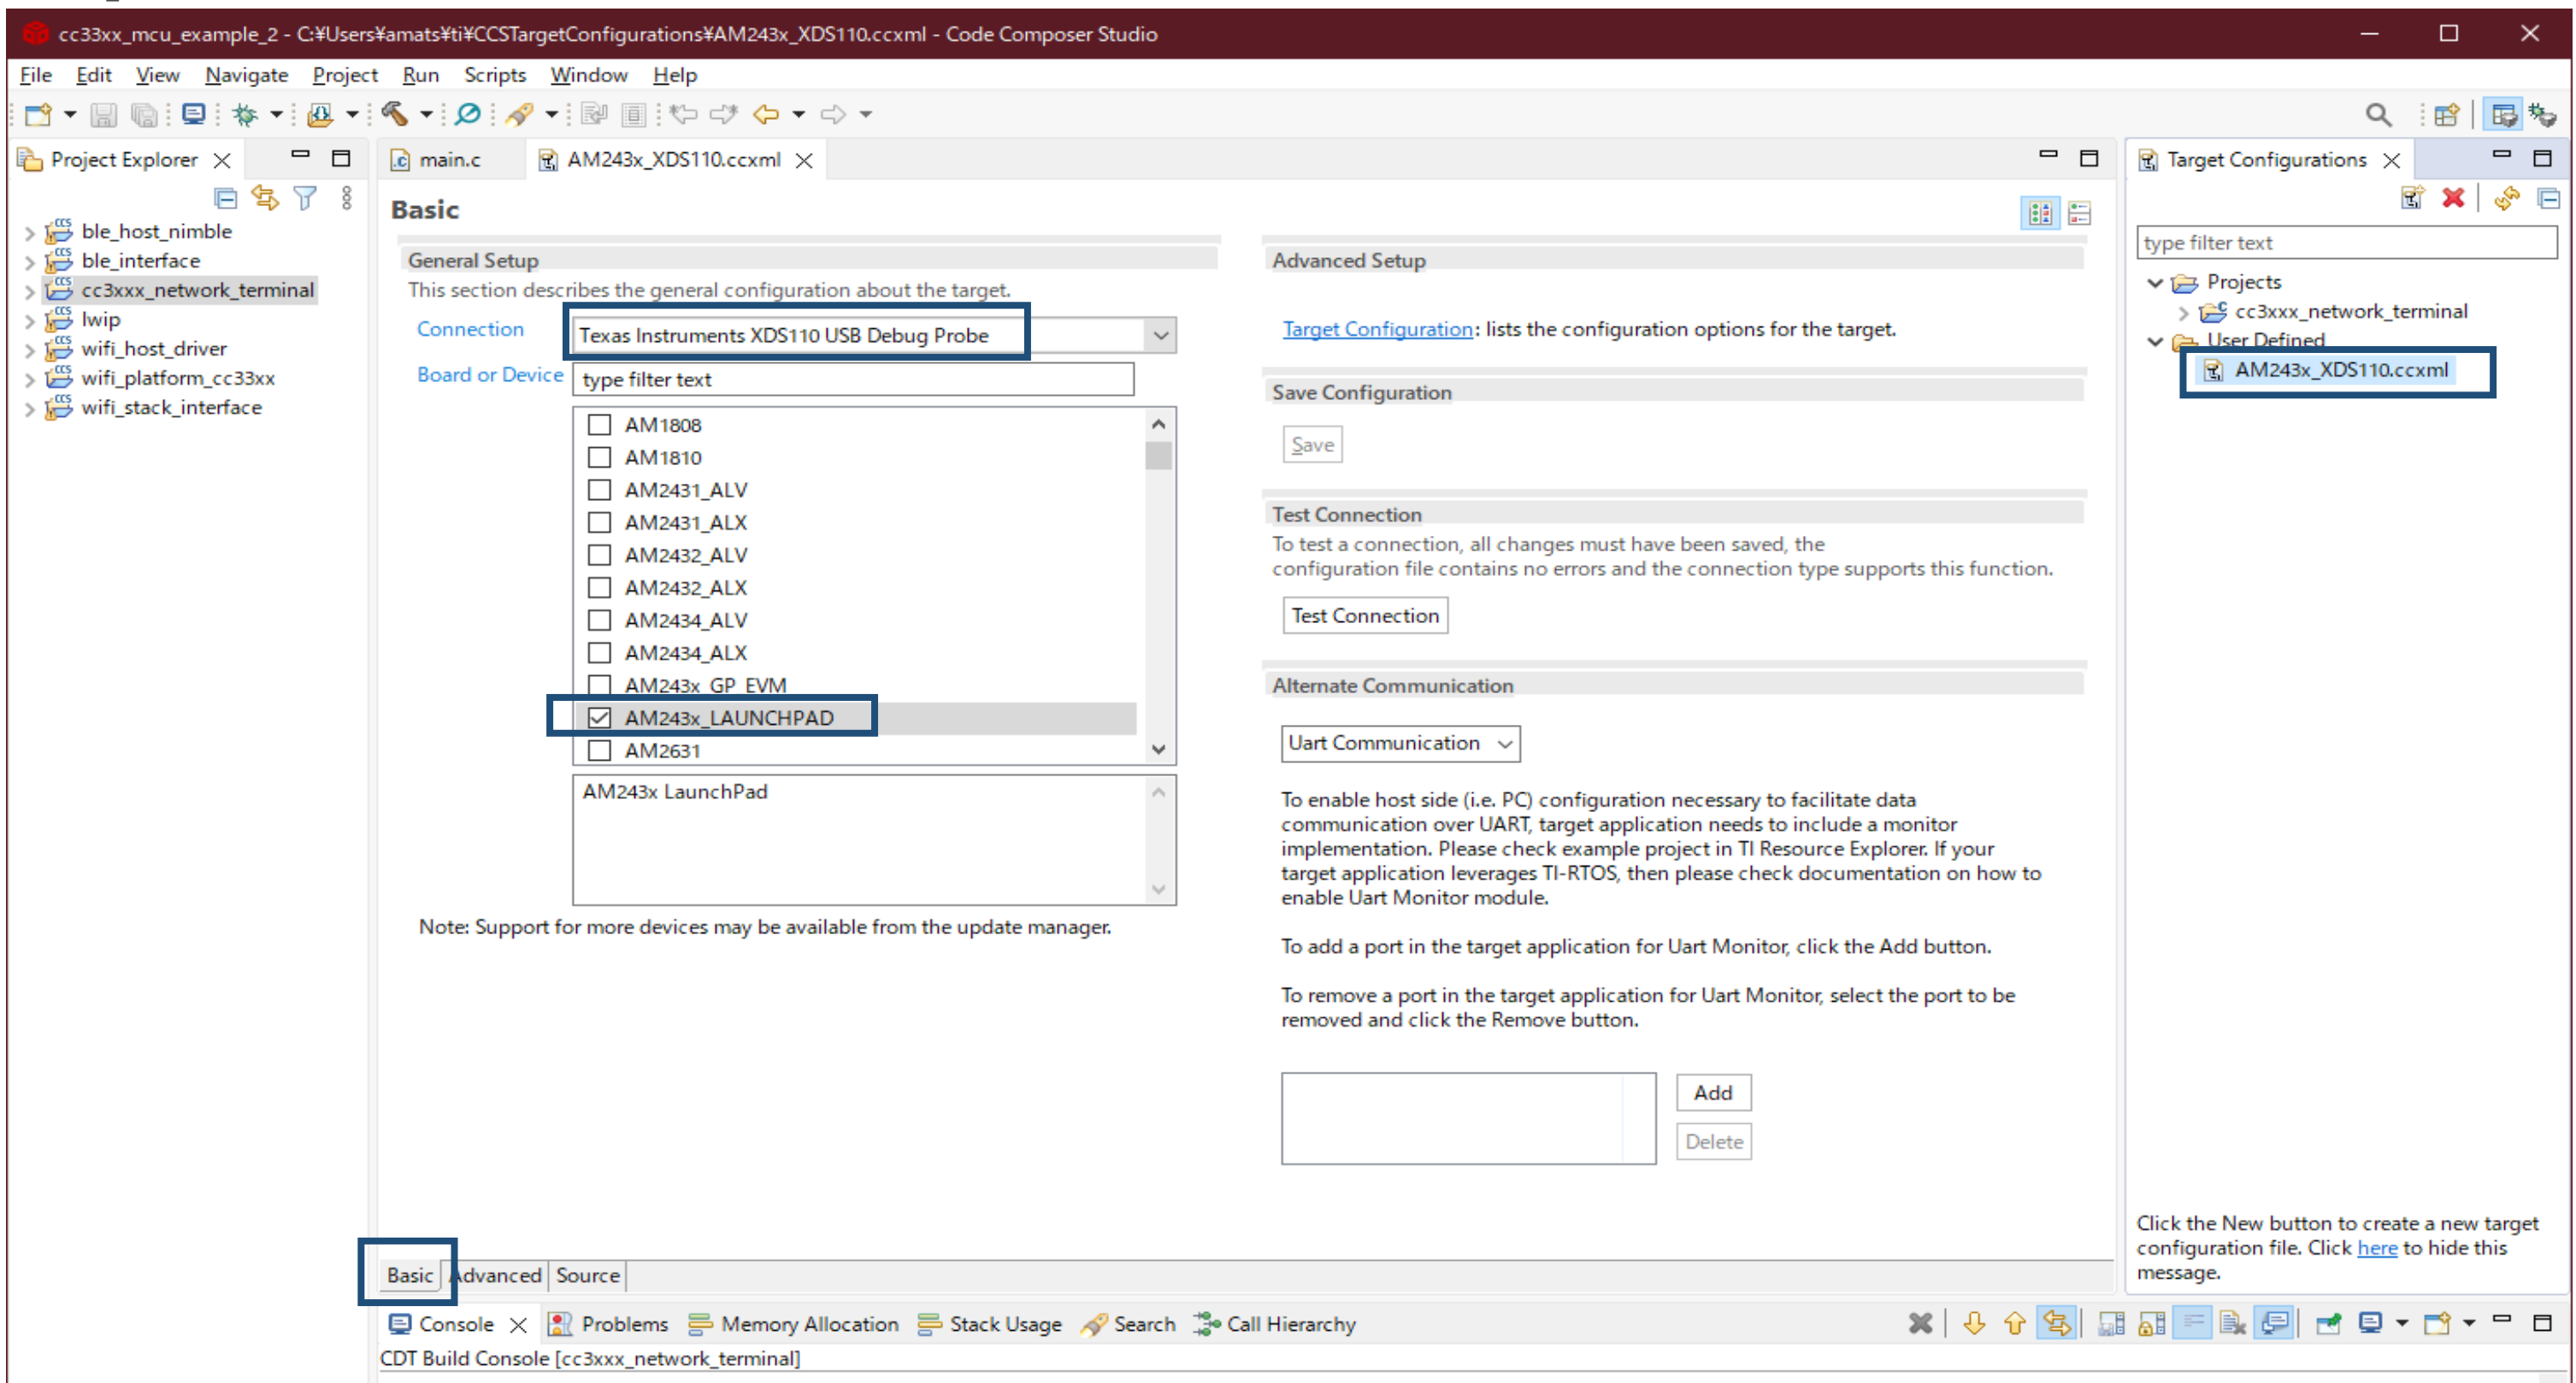 cc33xx_mcu_example_2 - C:¥Users¥amats¥ti¥CCSTargetConfigurations¥AM243x_XDS110.ccxml - Code Composer Studio
File Edit View Navigate Project Run Scripts Window Help
Project Explorer
ble_host_nimble
ble_interface
cc3xxx_network_terminal
lwip
wifi_host_driver
wifi_platform_cc33xx
wifi_stack_interface
main.c AM243x_XDS110.ccxml
Basic
General Setup
This section describes the general configuration about the target.
Connection Texas Instruments XDS110 USB Debug Probe
Board or Device type filter text
AM1808
AM1810
AM2431_ALV
AM2431_ALX
AM2432_ALV
AM2432_ALX
AM2434_ALV
AM2434_ALX
AM243x_GP_EVM
AM243x_LAUNCHPAD
AM2631
AM243x LaunchPad
Note: Support for more devices may be available from the update manager.
Advanced Setup
Target Configuration: lists the configuration options for the target.
Save Configuration
Save
Test Connection
To test a connection, all changes must have been saved, the
configuration file contains no errors and the connection type supports this function.
Test Connection
Alternate Communication
Uart Communication
To enable host side (i.e. PC) configuration necessary to facilitate data
communication over UART, target application needs to include a monitor
implementation. Please check example project in TI Resource Explorer. If your
target application leverages TI-RTOS, then please check documentation on how to
enable Uart Monitor module.
To add a port in the target application for Uart Monitor, click the Add button.
To remove a port in the target application for Uart Monitor, select the port to be
removed and click the Remove button.
Add
Delete
Basic Advanced Source
Target Configurations
type filter text
Projects
cc3xxx_network_terminal
User Defined
AM243x_XDS110.ccxml
Click the New button to create a new target
configuration file. Click here to hide this
message.
Console Problems Memory Allocation Stack Usage Search Call Hierarchy
CDT Build Console [cc3xxx_network_terminal]